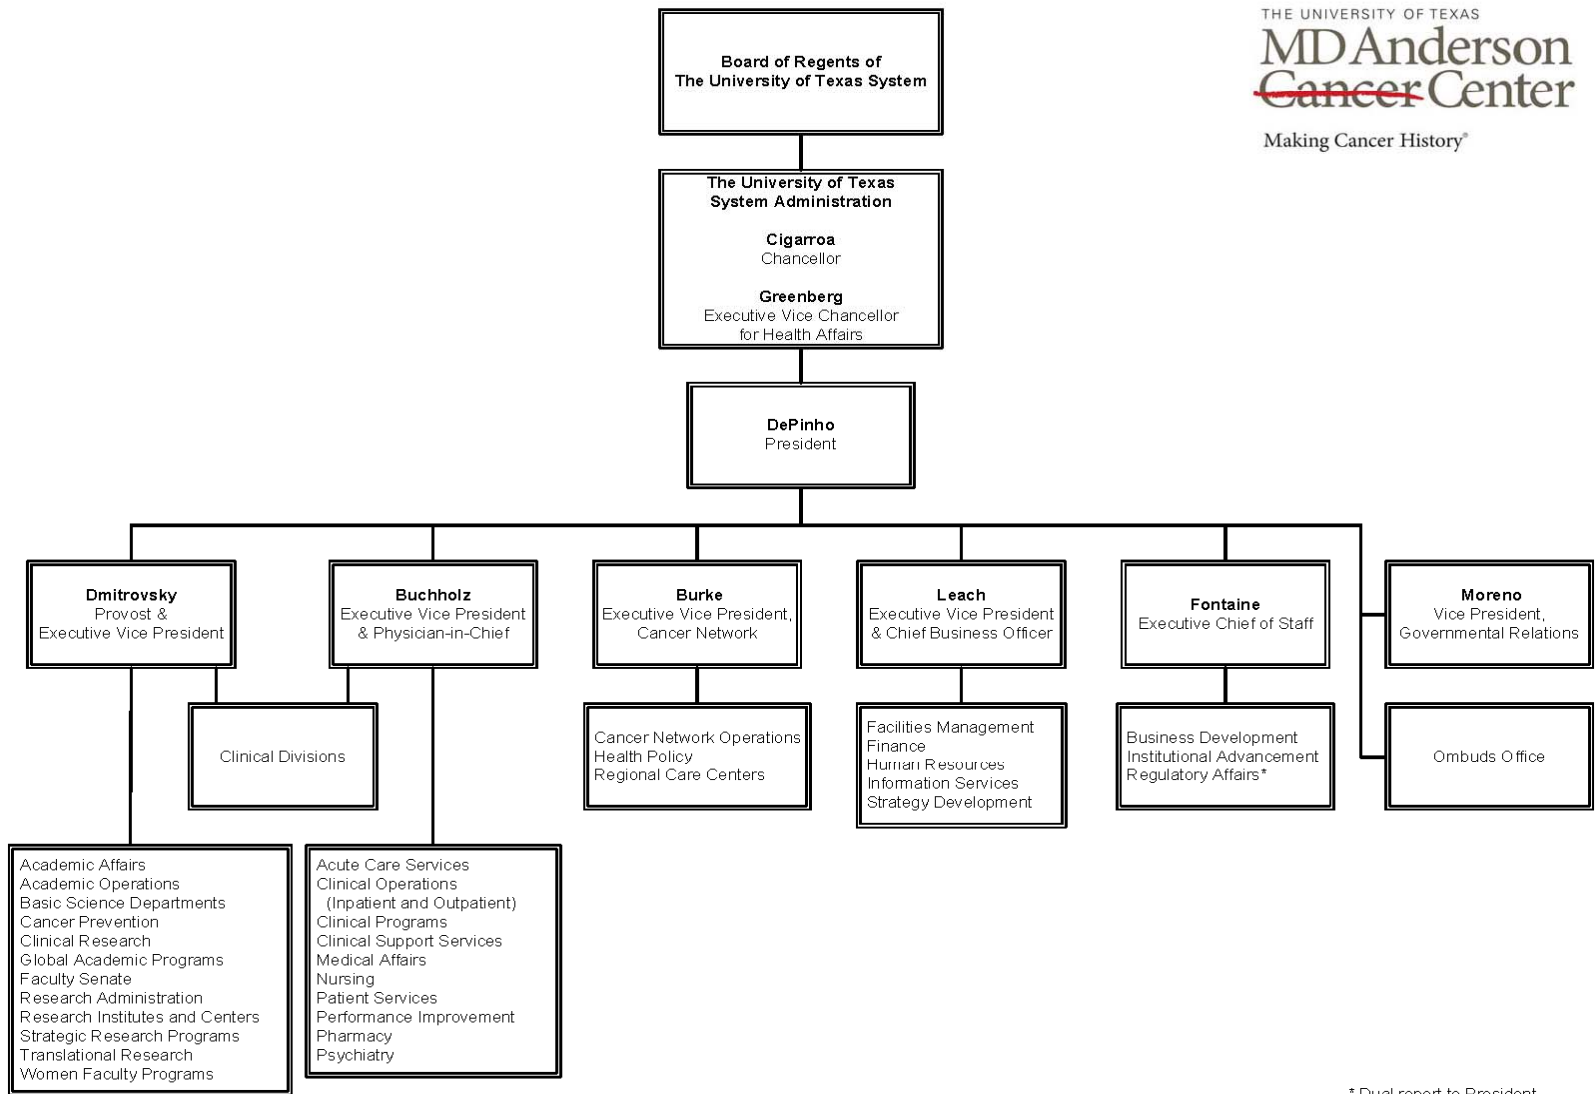 THE UNIVERSITY OF TEXAS
MD Anderson
Cancer Center
Making Cancer History®
Board of Regents of
The University of Texas System
The University of Texas
System Administration
Cigarroa
Chancellor
Greenberg
Executive Vice Chancellor
for Health Affairs
DePinho
President
Dmitrovsky
Provost &
Executive Vice President
Buchholz
Executive Vice President
& Physician-in-Chief
Burke
Executive Vice President,
Cancer Network
Leach
Executive Vice President
& Chief Business Officer
Fontaine
Executive Chief of Staff
Moreno
Vice President,
Governmental Relations
Clinical Divisions
Cancer Network Operations
Health Policy
Regional Care Centers
Facilities Management
Finance
Human Resources
Information Services
Strategy Development
Business Development
Institutional Advancement
Regulatory Affairs*
Ombuds Office
Academic Affairs
Academic Operations
Basic Science Departments
Cancer Prevention
Clinical Research
Global Academic Programs
Faculty Senate
Research Administration
Research Institutes and Centers
Strategic Research Programs
Translational Research
Women Faculty Programs
Acute Care Services
Clinical Operations
(Inpatient and Outpatient)
Clinical Programs
Clinical Support Services
Medical Affairs
Nursing
Patient Services
Performance Improvement
Pharmacy
Psychiatry
* Dual report to President